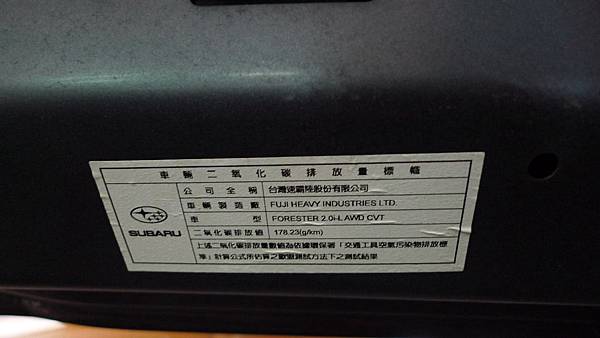 車輛二氧化碳排放量標幟
公司全稱 台灣速霸陸股份有限公司
車輛製造廠 FUJI HEAVY INDUSTRIES LTD.
車型 FORESTER 2.0i-L AWD CVT
二氧化碳排放值 178.23(g/km)
SUBARU
上述二氧化碳排放量數值為依據環保署「交通工具空氣污染物排放標
準」計算公式所估算之歐盟測試方法下之測試結果